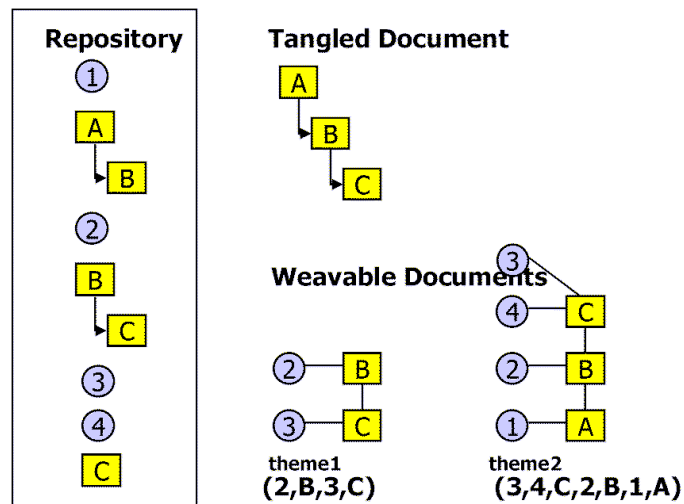 Repository
1
A
B
2
B
C
3
4
C
Tangled Document
A
B
C
Weavable Documents
2
B
3
C
theme1
(2,B,3,C)
3
4
C
2
B
1
A
theme2
(3,4,C,2,B,1,A)